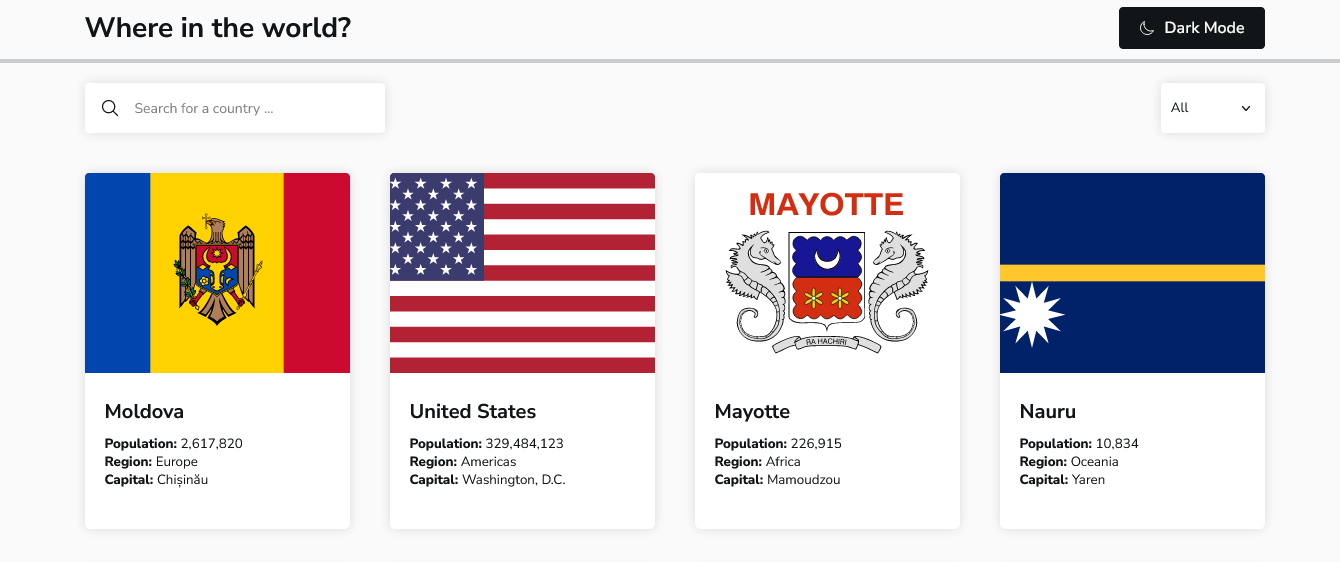 Where in the world?
Dark Mode
Search for a country ...
All
MAYOTTE
RA HACHIRI
Moldova
Population: 2,617,820
Region: Europe
Capital: Chișinău
United States
Population: 329,484,123
Region: Americas
Capital: Washington, D.C.
Mayotte
Population: 226,915
Region: Africa
Capital: Mamoudzou
Nauru
Population: 10,834
Region: Oceania
Capital: Yaren